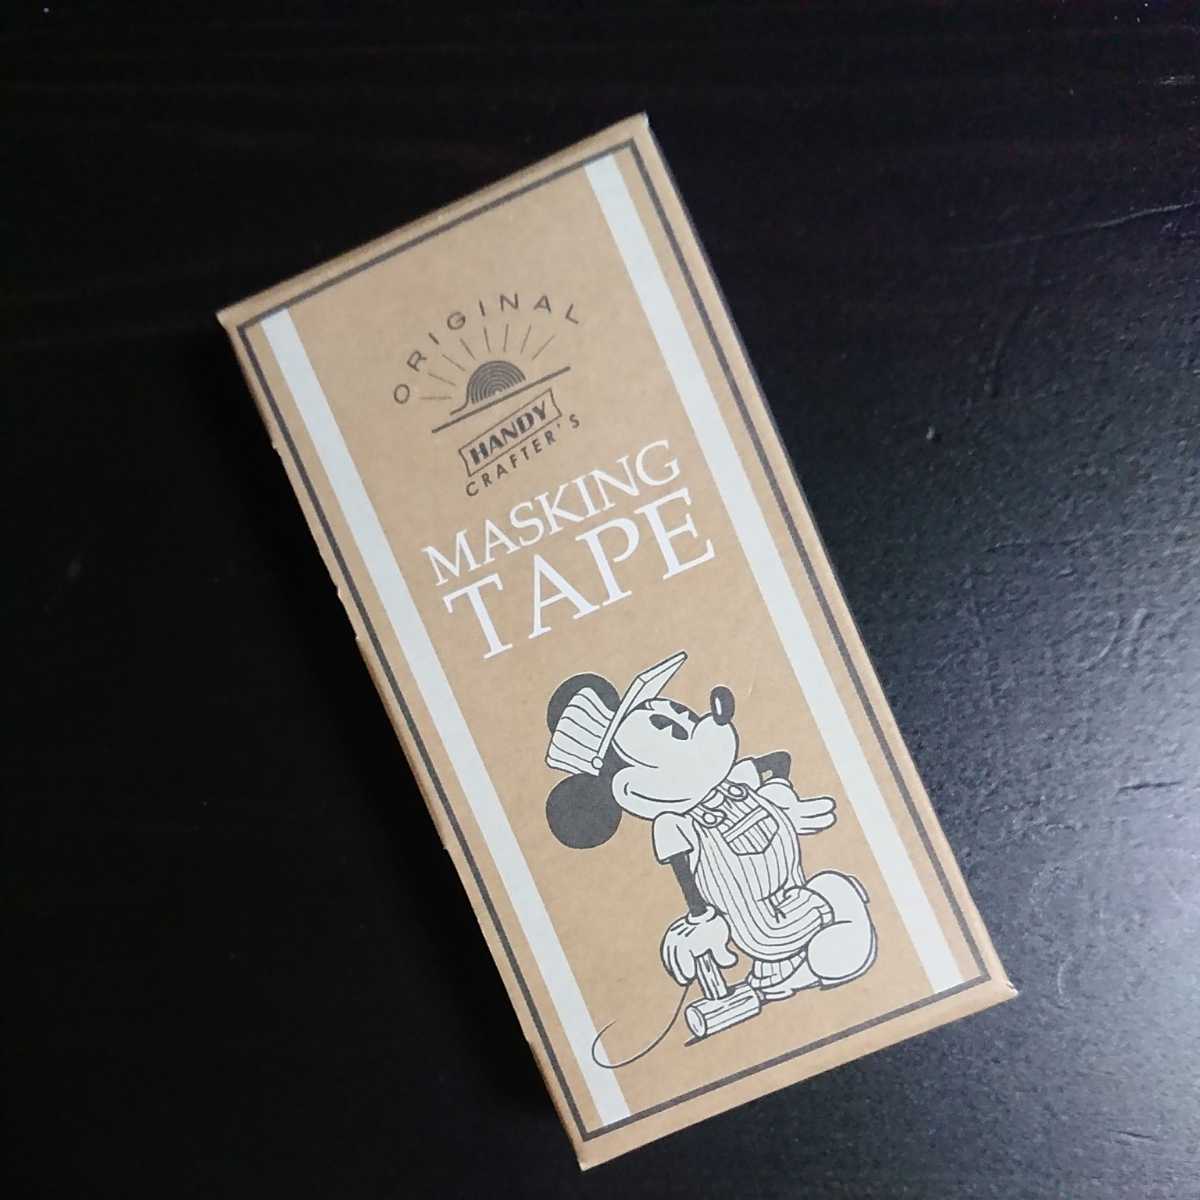 ORIGINAL
HANDY
CRAFTER'S
MASKING
TAPE